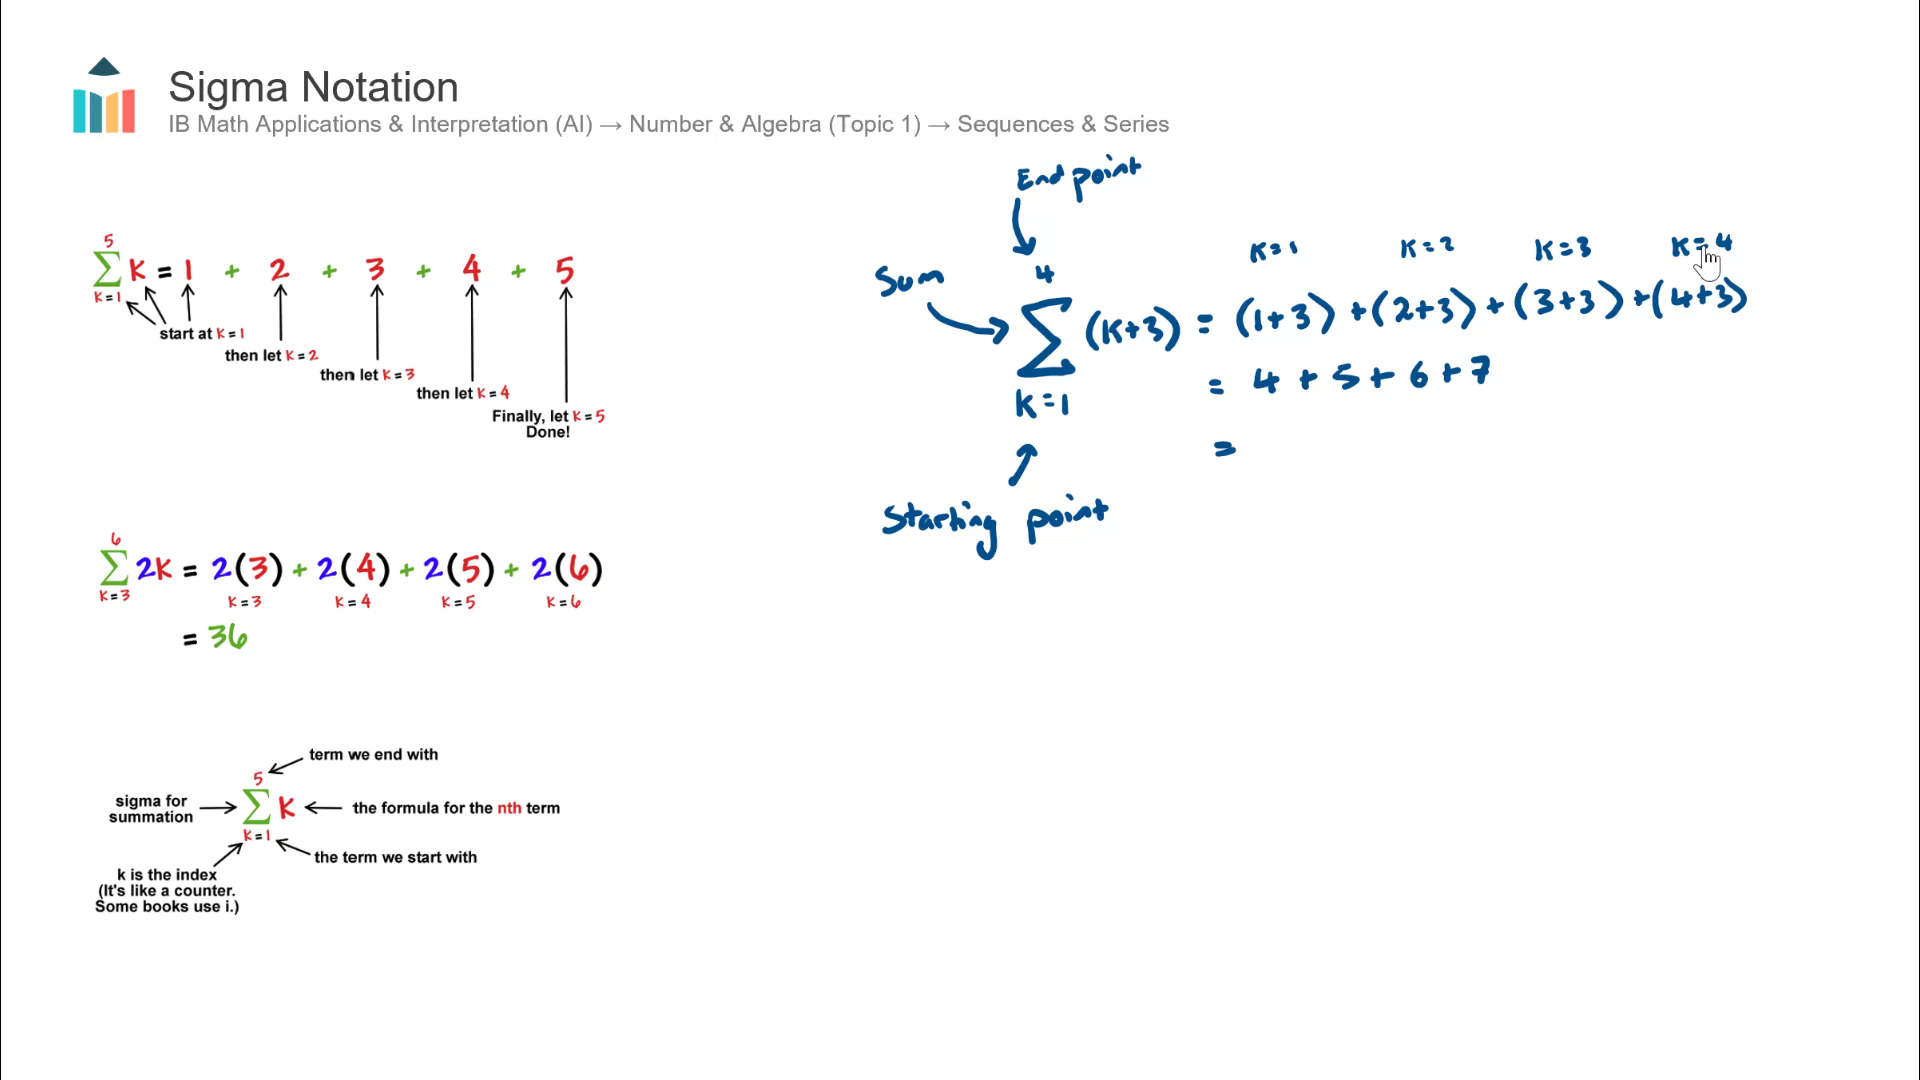 Sigma Notation
IB Math Applications & Interpretation (AI) → Number & Algebra (Topic 1) → Sequences & Series
5
∑ K = 1 + 2 + 3 + 4 + 5
K=1
start at K=1
then let K=2
then let K=3
then let K=4
Finally, let K=5
Done!
6
∑ 2K = 2(3) + 2(4) + 2(5) + 2(6)
K=3 K=3 K=4 K=5 K=6
= 36
term we end with
5
sigma for
summation
∑ K
the formula for the nth term
K=1
the term we start with
k is the index
(It's like a counter.
Some books use i.)
End point
K=1 K=2 K=3 K=4
Sum
4
∑ (K+3) = (1+3) + (2+3) + (3+3) + (4+3)
K=1
= 4 + 5 + 6 + 7
=
Starting point